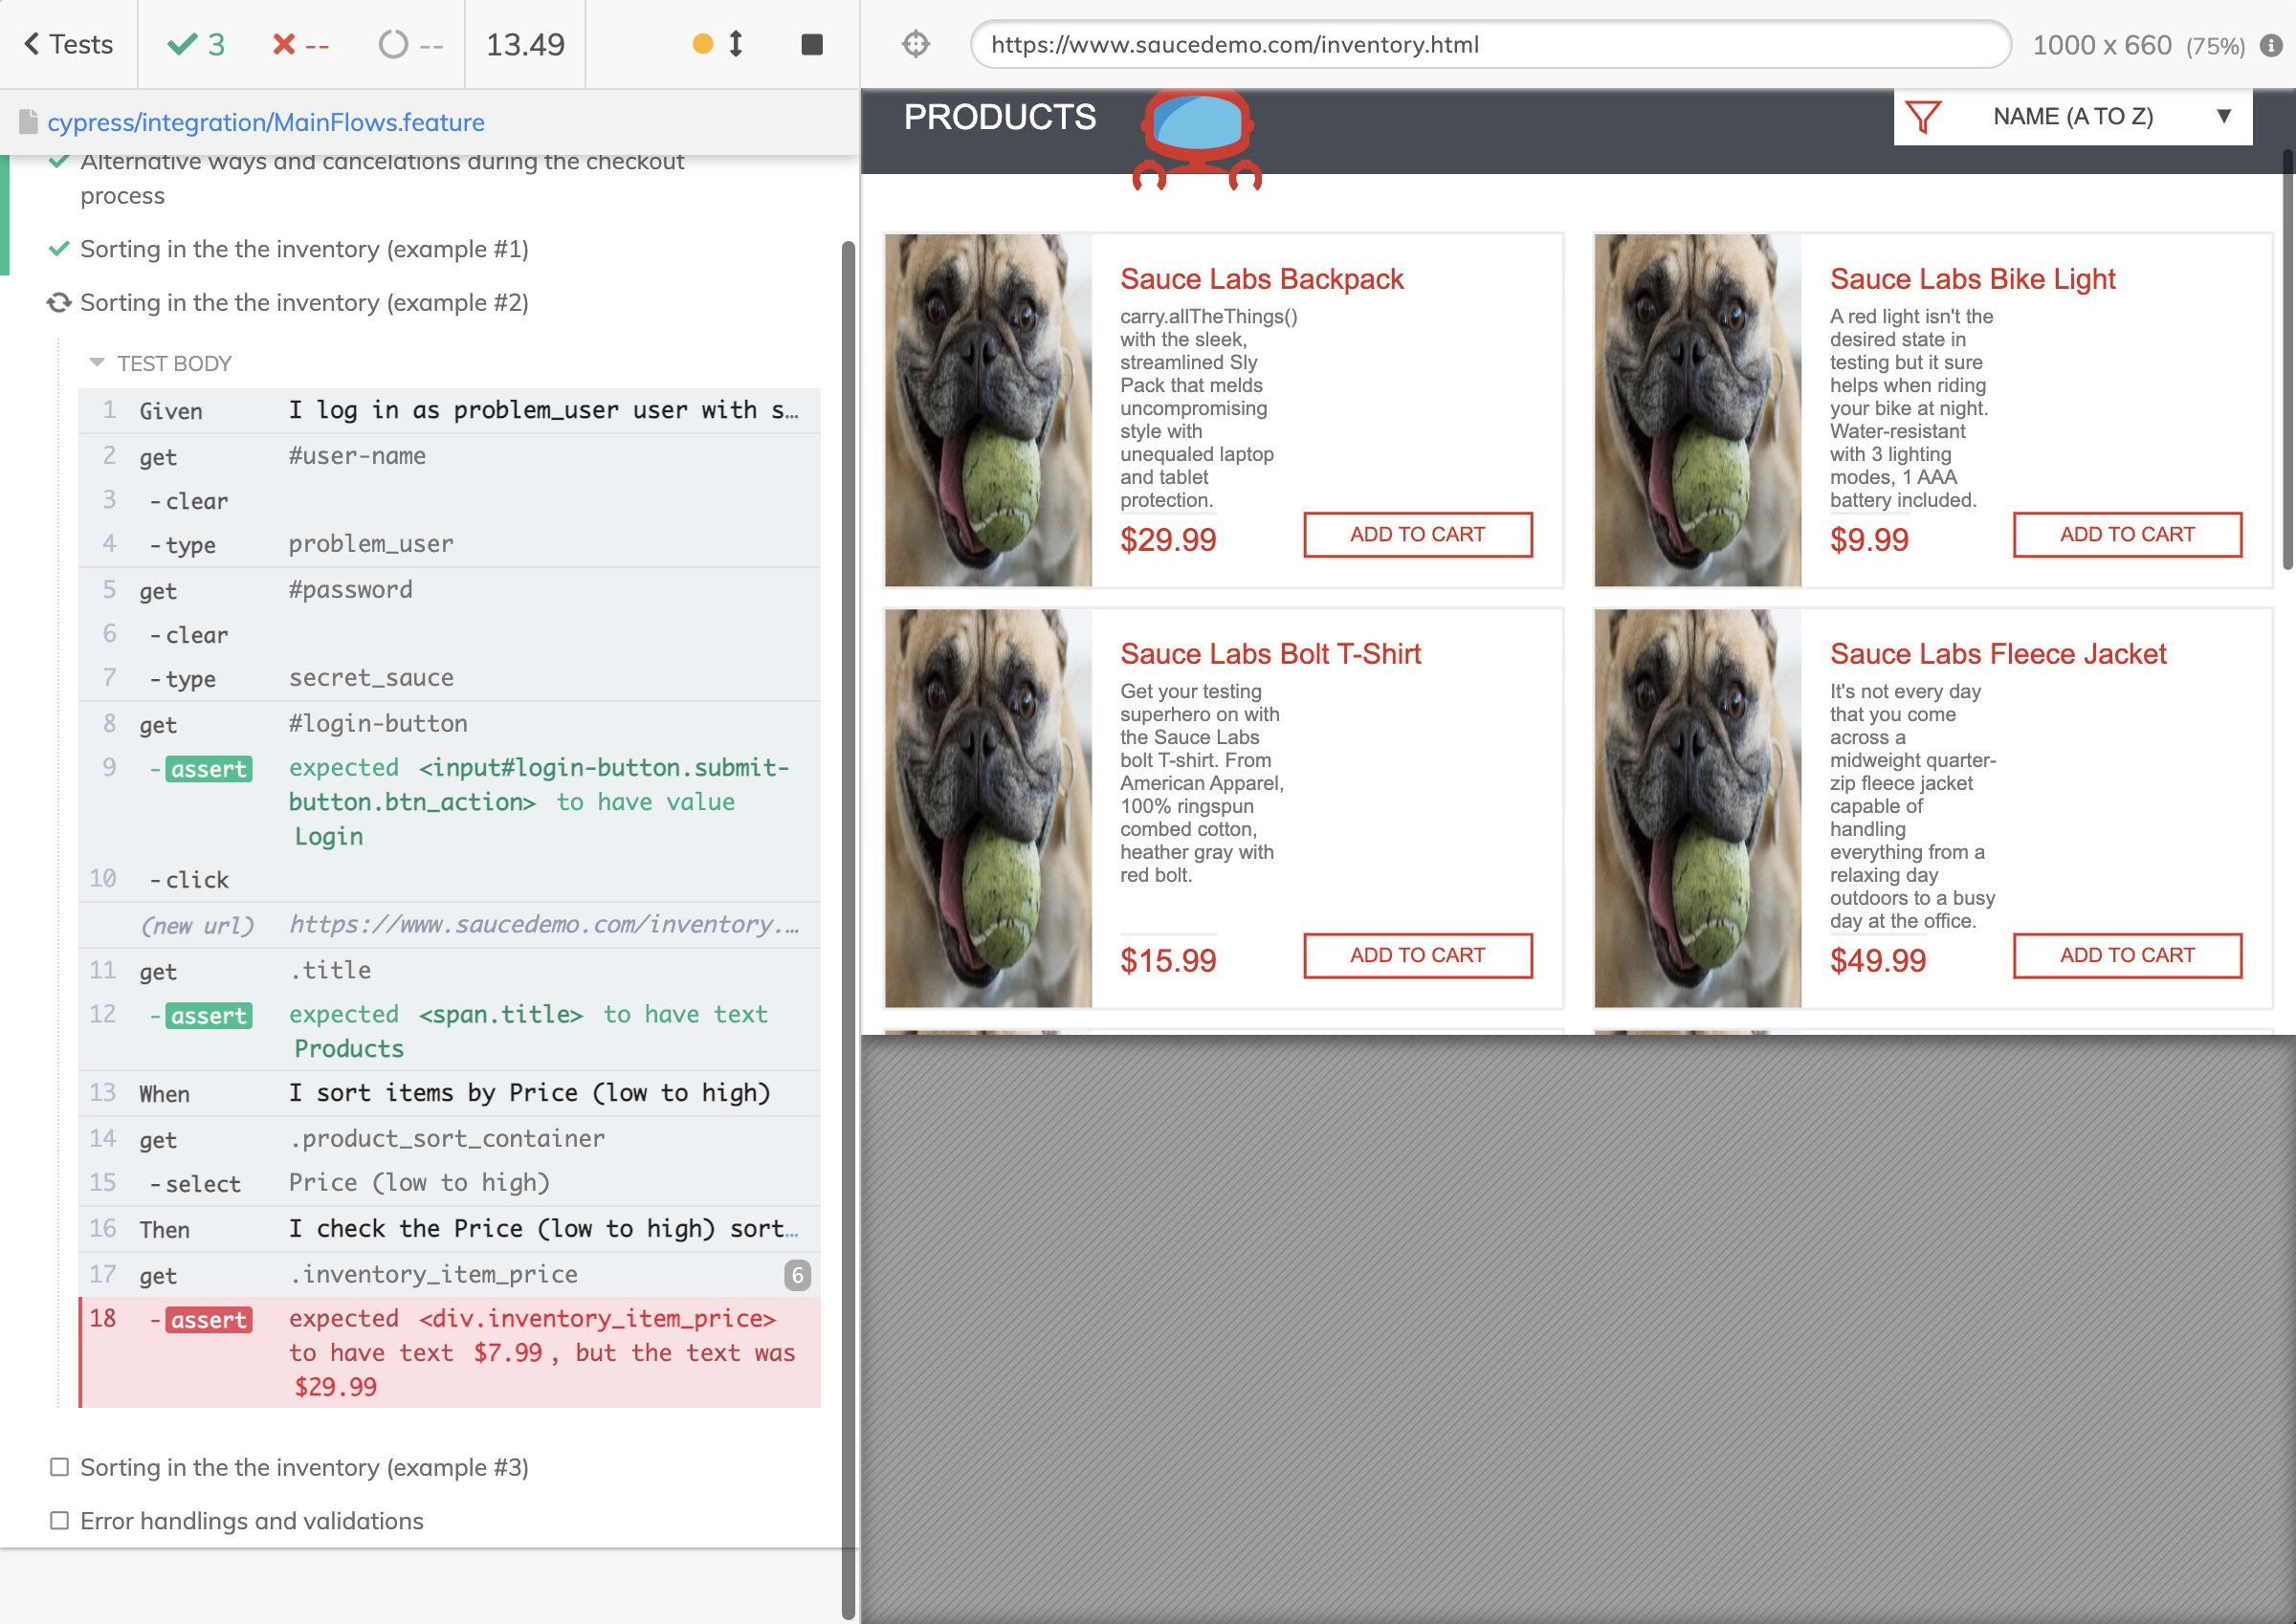 Tests
3
--
--
13.49
cypress/integration/MainFlows.feature
Alternative ways and cancelations during the checkout
process
Sorting in the the inventory (example #1)
Sorting in the the inventory (example #2)
TEST BODY
1 Given I log in as problem_user user with s…
2 get #user-name
3 -clear
4 -type problem_user
5 get #password
6 -clear
7 -type secret_sauce
8 get #login-button
9 -assert expected <input#login-button.submit-
button.btn_action> to have value
Login
10 -click
(new url) https://www.saucedemo.com/inventory.…
11 get .title
12 -assert expected <span.title> to have text
Products
13 When I sort items by Price (low to high)
14 get .product_sort_container
15 -select Price (low to high)
16 Then I check the Price (low to high) sort…
17 get .inventory_item_price 6
18 -assert expected <div.inventory_item_price>
to have text $7.99, but the text was
$29.99
Sorting in the the inventory (example #3)
Error handlings and validations
https://www.saucedemo.com/inventory.html
1000 x 660 (75%)
PRODUCTS
NAME (A TO Z)
Sauce Labs Backpack
carry.allTheThings()
with the sleek,
streamlined Sly
Pack that melds
uncompromising
style with
unequaled laptop
and tablet
protection.
$29.99
ADD TO CART
Sauce Labs Bike Light
A red light isn't the
desired state in
testing but it sure
helps when riding
your bike at night.
Water-resistant
with 3 lighting
modes, 1 AAA
battery included.
$9.99
ADD TO CART
Sauce Labs Bolt T-Shirt
Get your testing
superhero on with
the Sauce Labs
bolt T-shirt. From
American Apparel,
100% ringspun
combed cotton,
heather gray with
red bolt.
$15.99
ADD TO CART
Sauce Labs Fleece Jacket
It's not every day
that you come
across a
midweight quarter-
zip fleece jacket
capable of
handling
everything from a
relaxing day
outdoors to a busy
day at the office.
$49.99
ADD TO CART